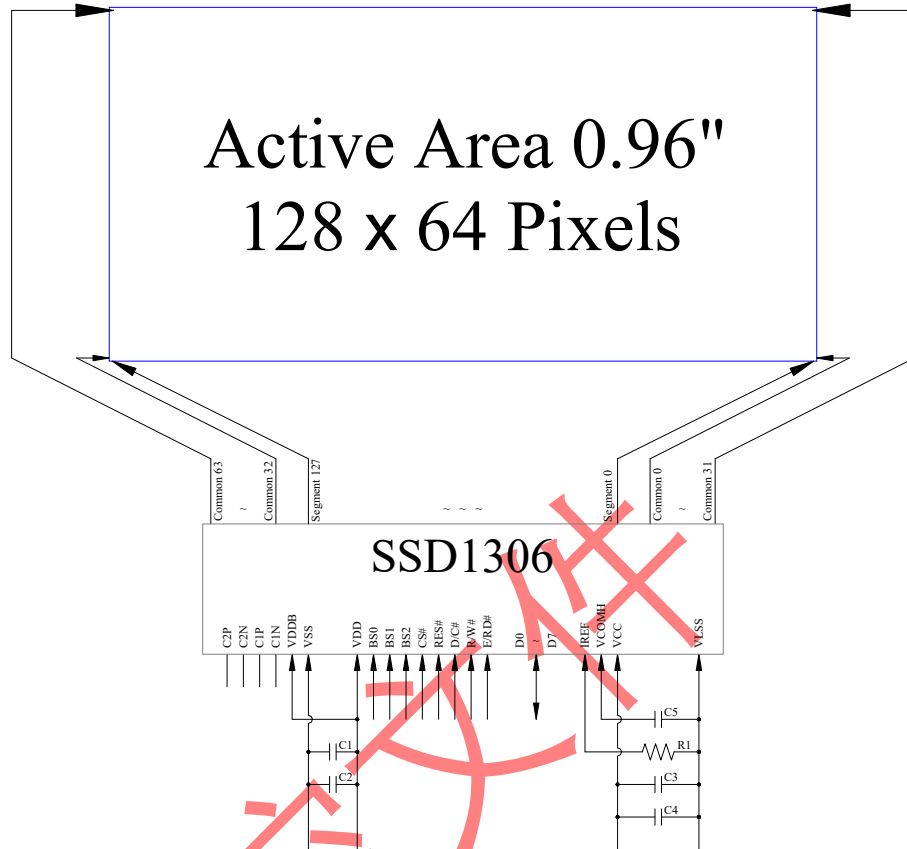 Active Area 0.96"
128 x 64 Pixels
Common 63
~
Common 32
Segment 127
~ ~ ~
Segment 0
Common 0
~
Common 31
SSD1306
C2P
C2N
C1P
C1N
VDDB
VSS
VDD
BS0
BS1
BS2
CS#
RES#
D/C#
R/W#
E/RD#
D0
~
D7
IREF
VCOMH
VCC
VLSS
C5
C1
R1
C2
C3
C4
文件